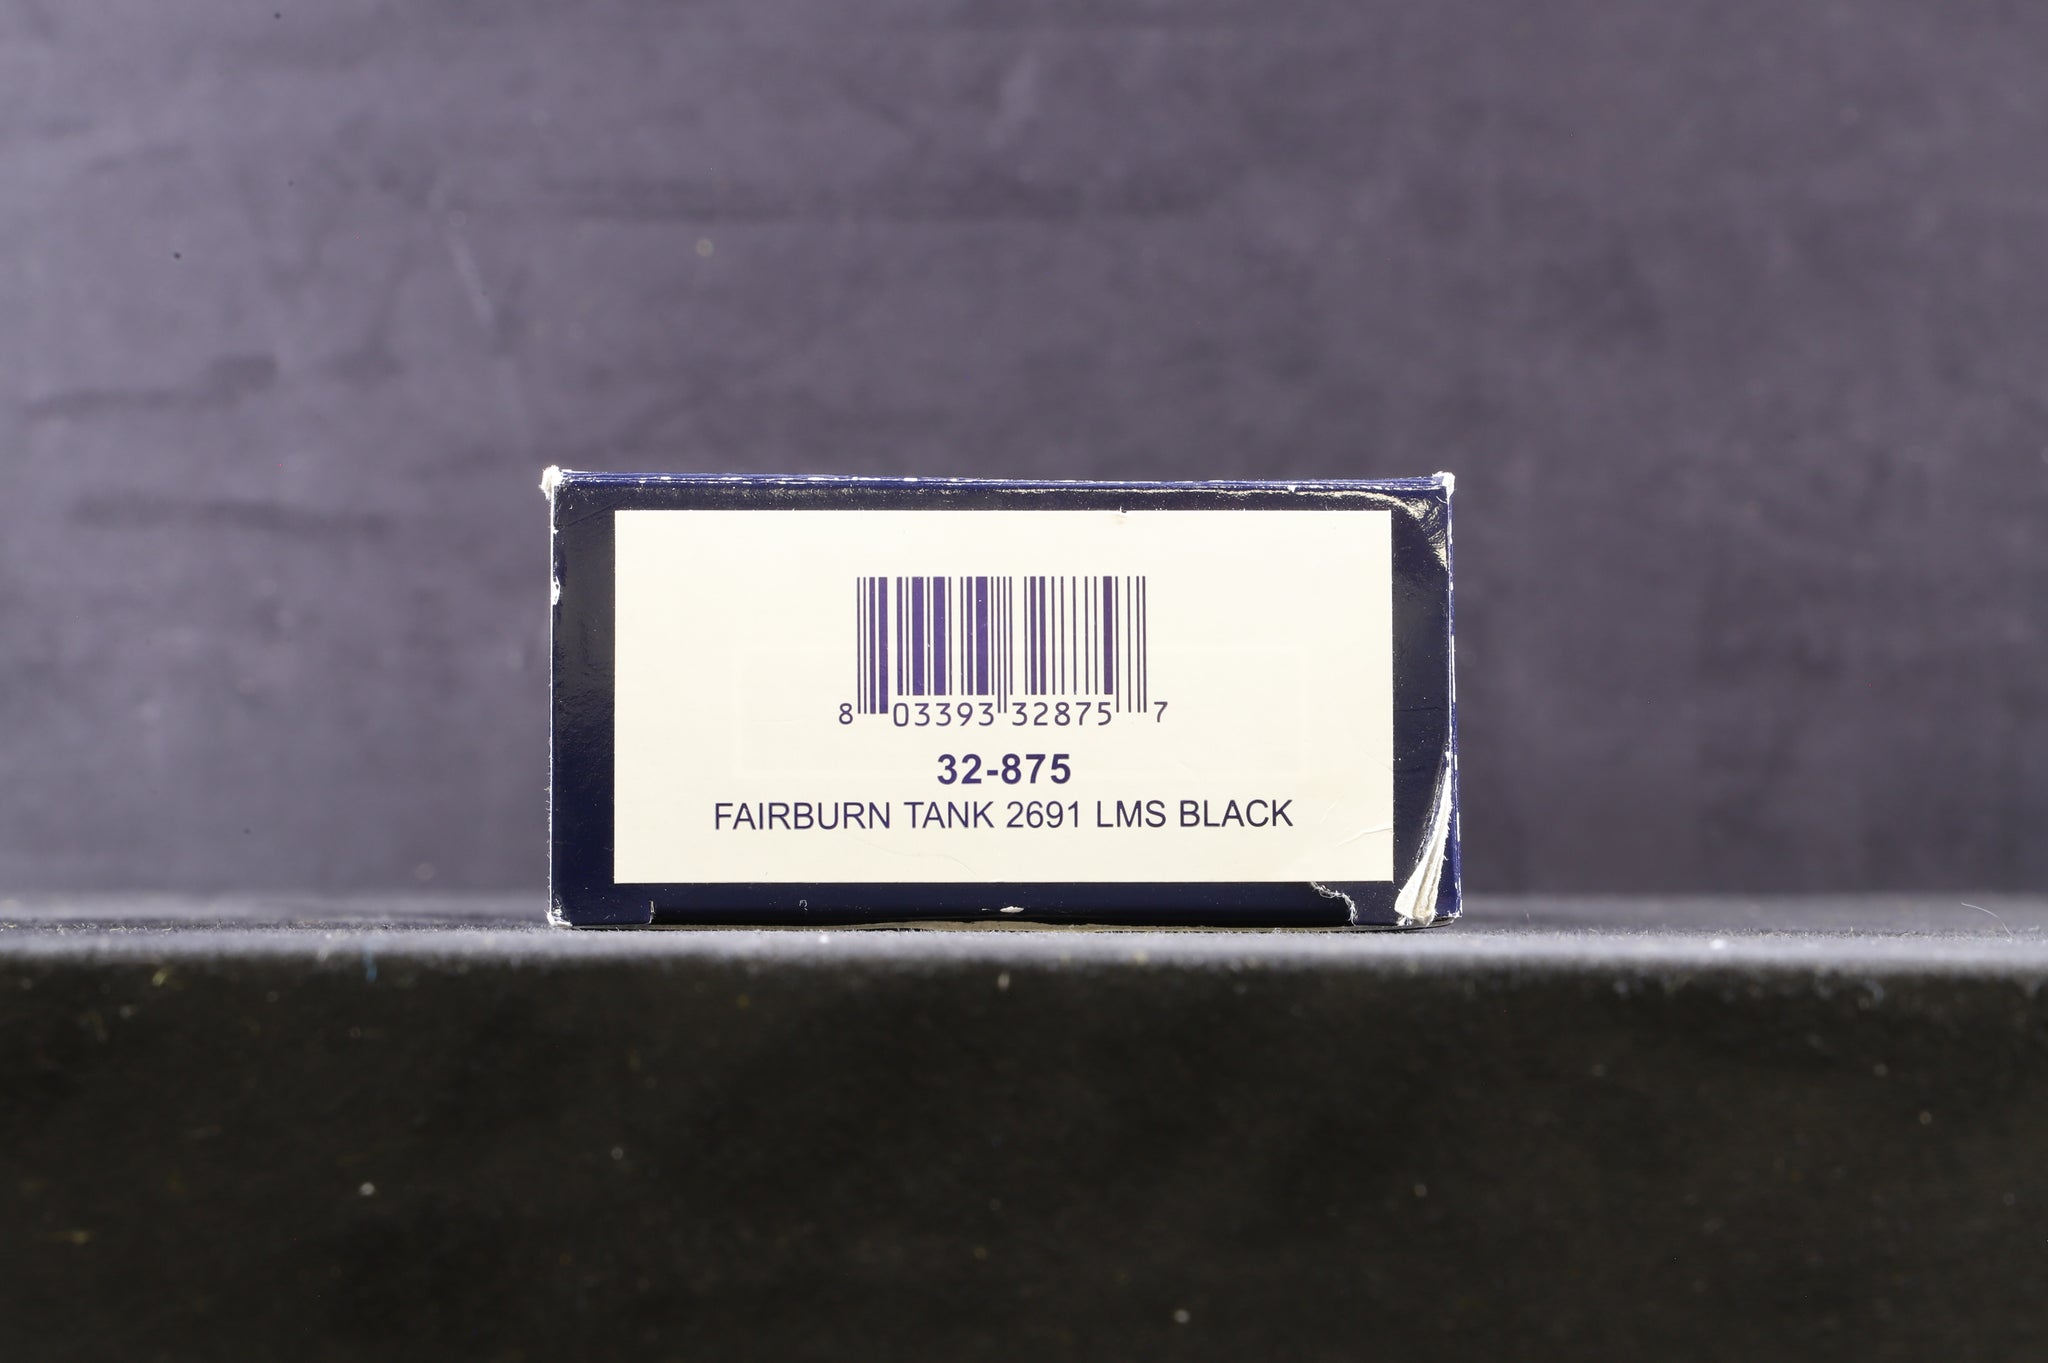 8 03393 32875 7
32-875
FAIRBURN TANK 2691 LMS BLACK